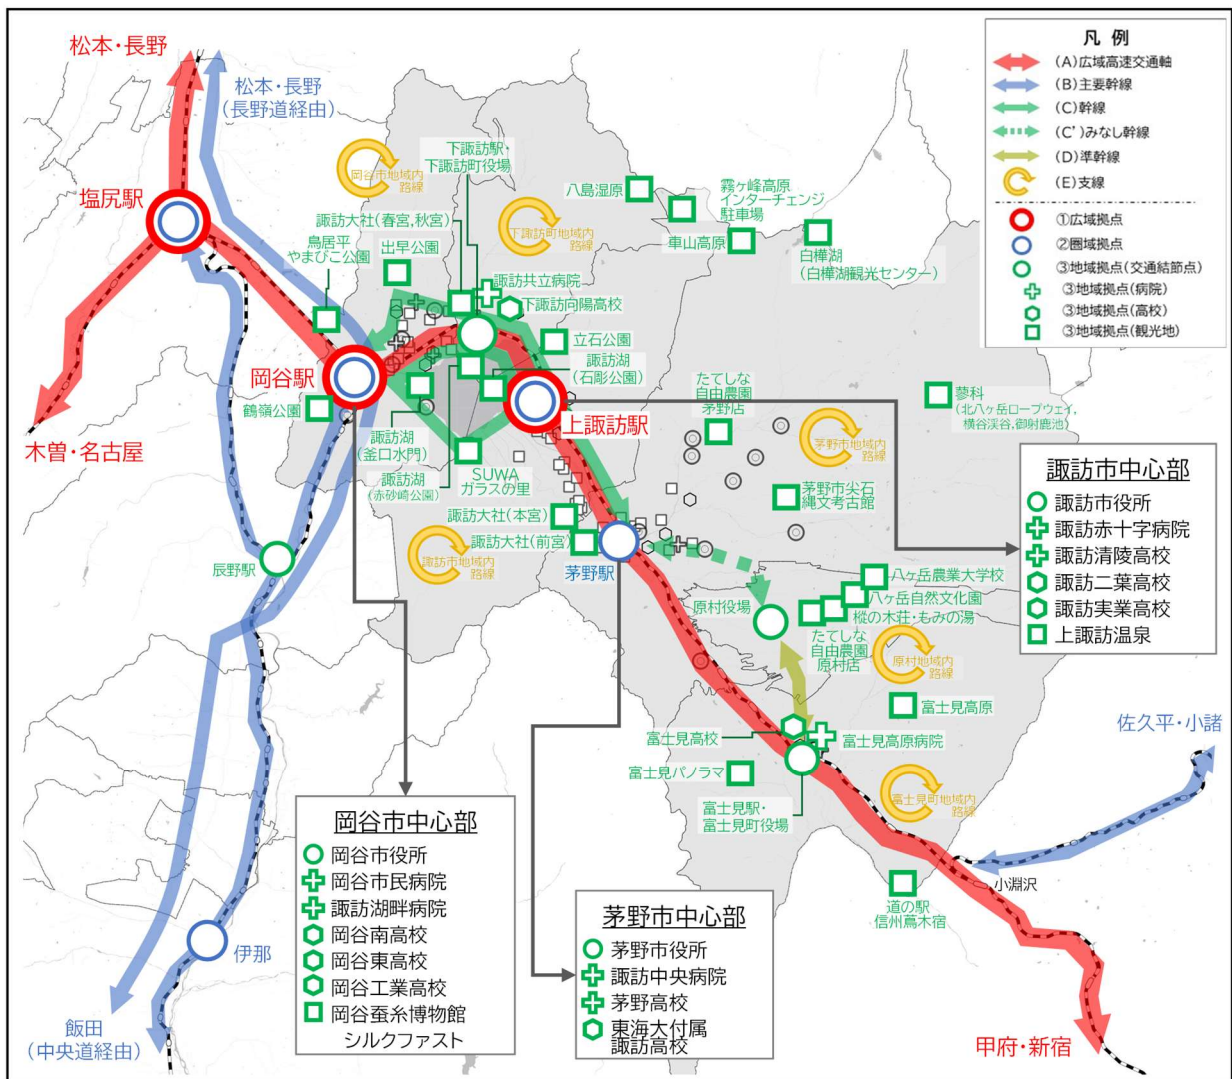 松本・長野
松本・長野
(長野道経由)
塩尻駅
岡谷市地域内
路線
下諏訪駅・
下諏訪町役場
下諏訪町地域内
路線
八島湿原
霧ヶ峰高原
インターチェンジ
駐車場
車山高原
白樺湖
(白樺湖観光センター)
鳥居平
やまびこ公園
出早公園
諏訪大社(春宮,秋宮)
諏訪共立病院
下諏訪向陽高校
立石公園
諏訪湖
(石彫公園)
岡谷駅
鶴嶺公園
上諏訪駅
木曽・名古屋
諏訪湖
(釜口水門)
諏訪湖
(赤砂崎公園)
SUWA
ガラスの里
たてしな
自由農園
茅野店
茅野市地域内
路線
蓼科
(北八ヶ岳ロープウェイ,
横谷渓谷,御射鹿池)
茅野市尖石
縄文考古館
諏訪大社(本宮)
諏訪大社(前宮)
諏訪市地域内
路線
茅野駅
辰野駅
原村役場
八ヶ岳農業大学校
八ヶ岳自然文化園
樅の木荘・もみの湯
たてしな
自由農園
原村店
原村地域内
路線
富士見高原
富士見高校
富士見高原病院
富士見パノラマ
富士見駅・
富士見町役場
富士見町地域内
路線
佐久平・小諸
小淵沢
道の駅
信州蔦木宿
伊那
飯田
(中央道経由)
甲府・新宿
凡 例
(A)広域高速交通軸
(B)主要幹線
(C)幹線
(C')みなし幹線
(D)準幹線
(E)支線
①広域拠点
②圏域拠点
③地域拠点(交通結節点)
③地域拠点(病院)
③地域拠点(高校)
③地域拠点(観光地)
諏訪市中心部
諏訪市役所
諏訪赤十字病院
諏訪清陵高校
諏訪二葉高校
諏訪実業高校
上諏訪温泉
岡谷市中心部
岡谷市役所
岡谷市民病院
諏訪湖畔病院
岡谷南高校
岡谷東高校
岡谷工業高校
岡谷蚕糸博物館
シルクファスト
茅野市中心部
茅野市役所
諏訪中央病院
茅野高校
東海大付属
諏訪高校